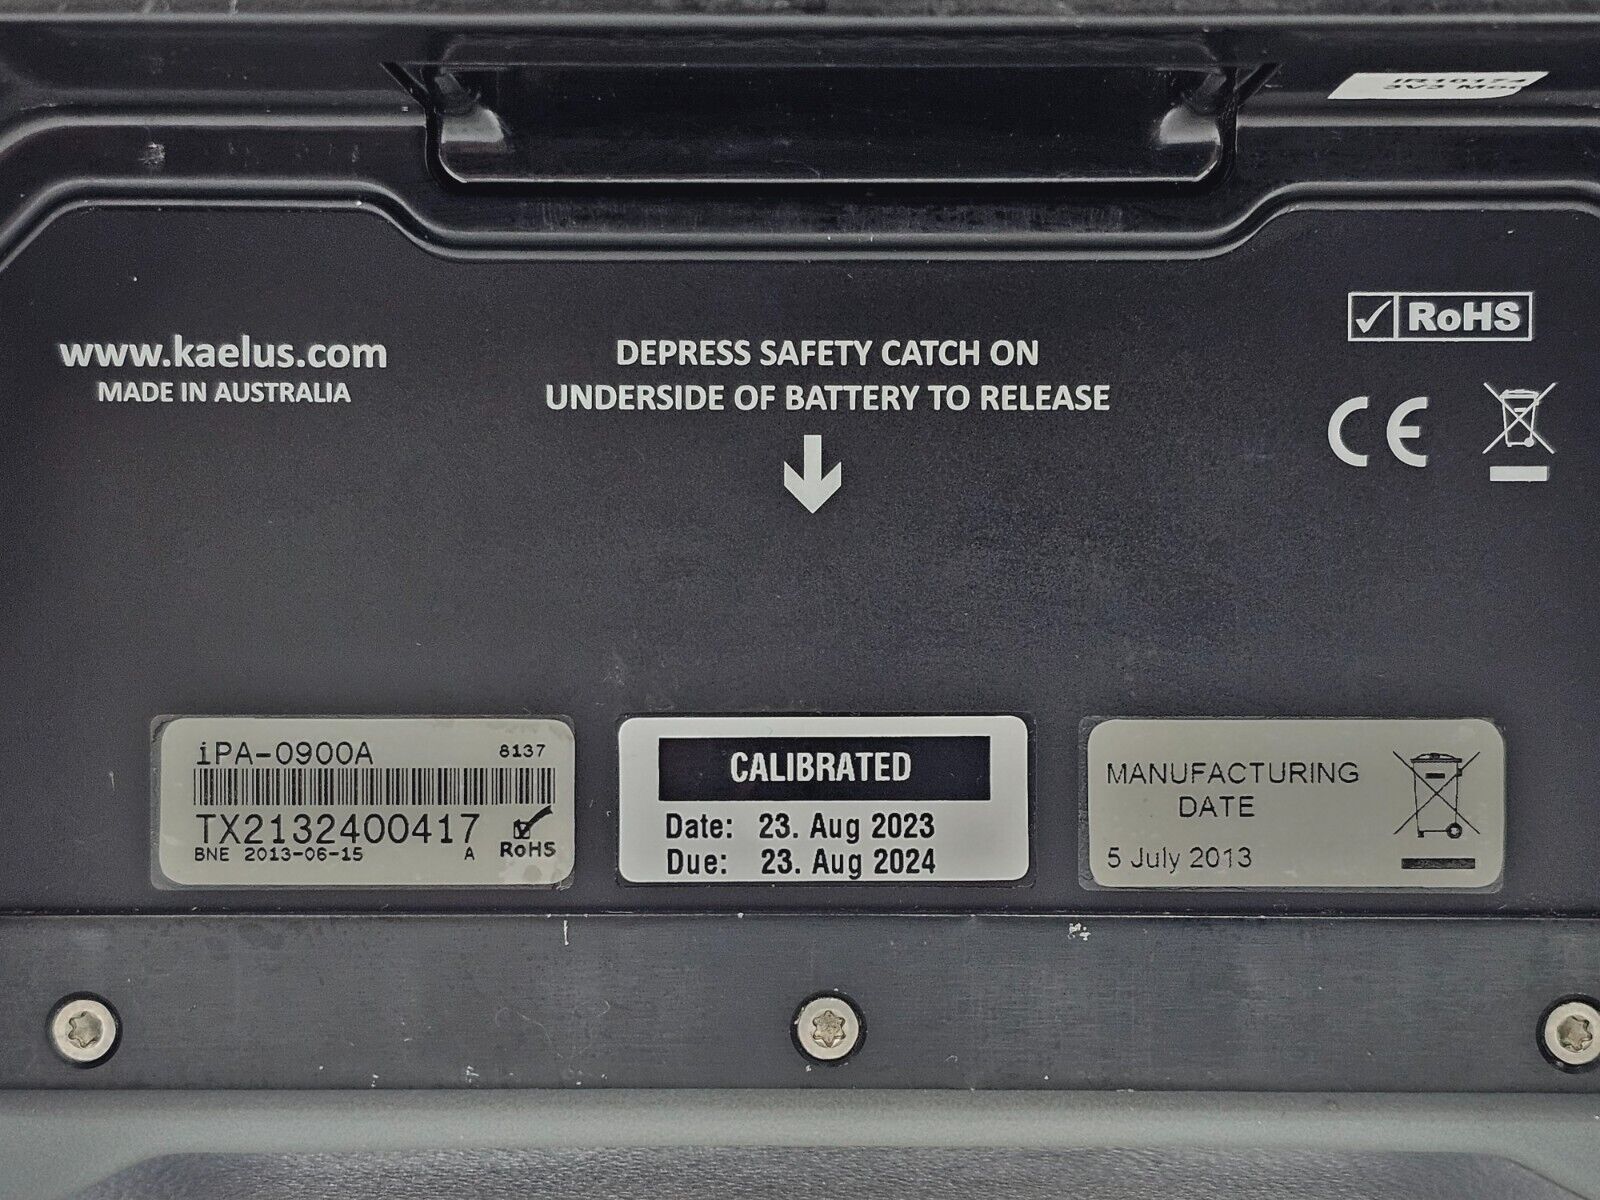 www.kaelus.com
MADE IN AUSTRALIA
DEPRESS SAFETY CATCH ON
UNDERSIDE OF BATTERY TO RELEASE
RoHS
CE
iPA-0900A 8137
TX2132400417
BNE 2013-06-15 A RoHS
CALIBRATED
Date: 23. Aug 2023
Due: 23. Aug 2024
MANUFACTURING
DATE
5 July 2013